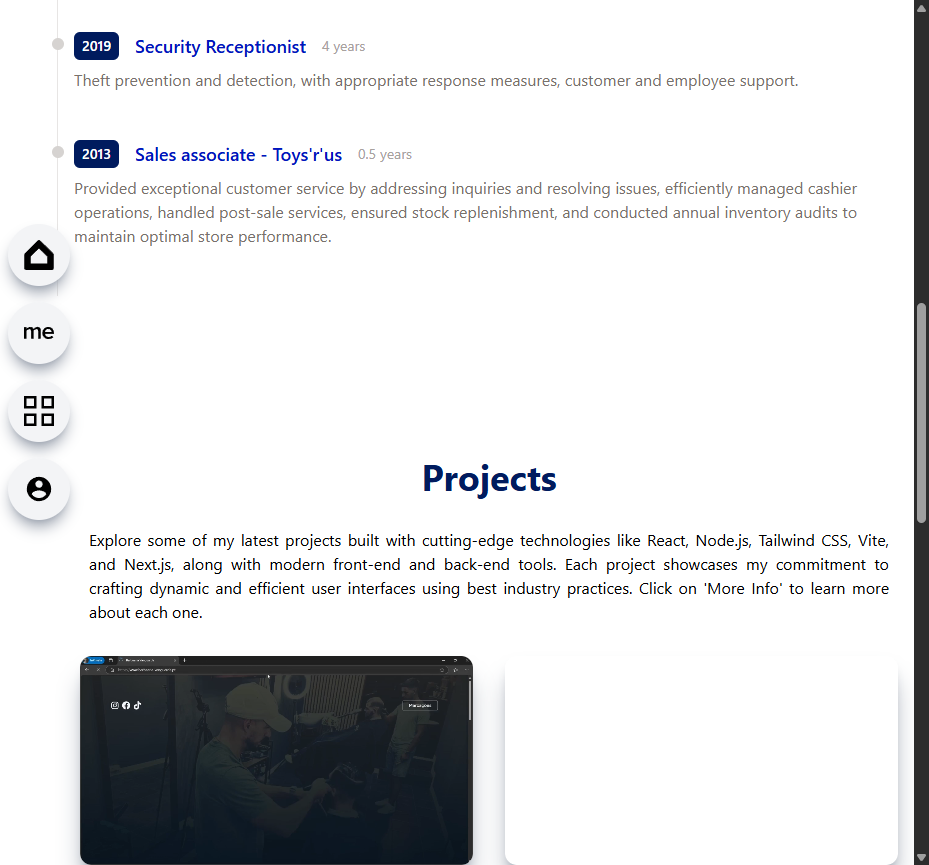 2019 Security Receptionist 4 years
Theft prevention and detection, with appropriate response measures, customer and employee support.
2013 Sales associate - Toys'r'us 0.5 years
Provided exceptional customer service by addressing inquiries and resolving issues, efficiently managed cashier
operations, handled post-sale services, ensured stock replenishment, and conducted annual inventory audits to
maintain optimal store performance.
me
Projects
Explore some of my latest projects built with cutting-edge technologies like React, Node.js, Tailwind CSS, Vite,
and Next.js, along with modern front-end and back-end tools. Each project showcases my commitment to
crafting dynamic and efficient user interfaces using best industry practices. Click on 'More Info' to learn more
about each one.
Marcações